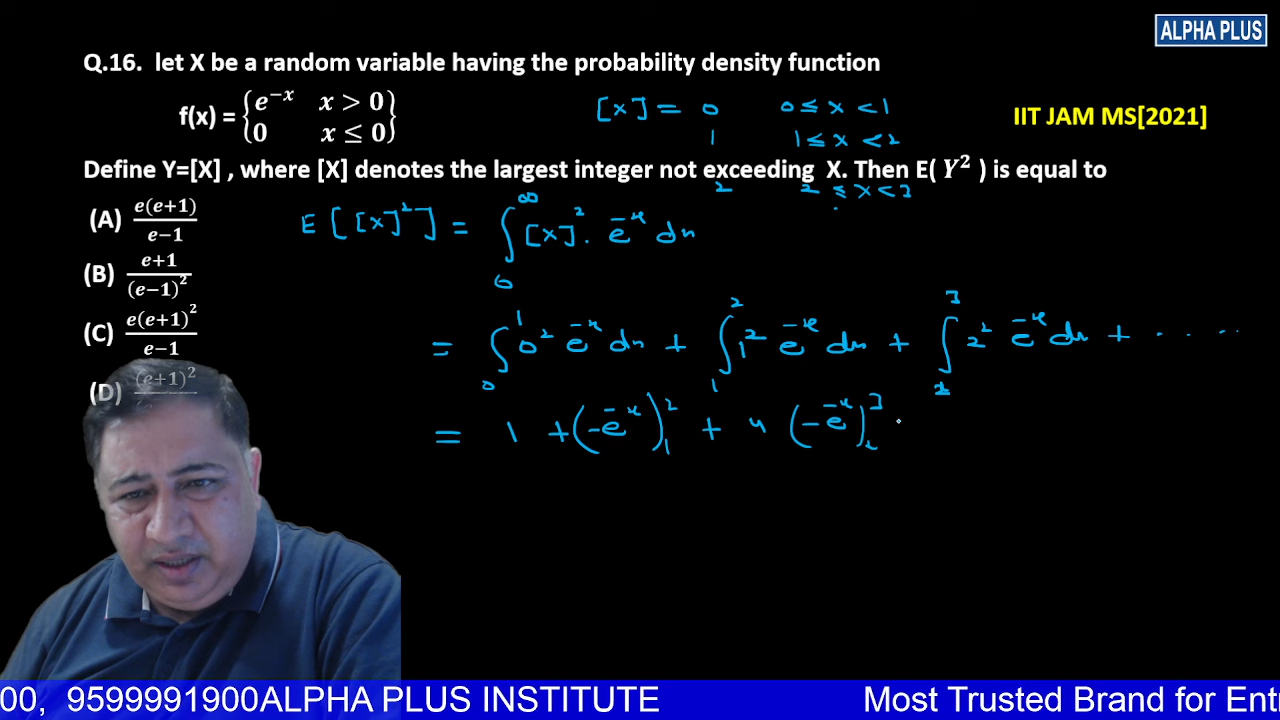 ALPHA PLUS
Q.16. let X be a random variable having the probability density function
f(x) = {e^{-x} x > 0
0 x ≤ 0}
[x] = 0 0 ≤ x < 1
1 1 ≤ x < 2
2 2 ≤ x < 3
IIT JAM MS[2021]
Define Y=[X] , where [X] denotes the largest integer not exceeding X. Then E( Y² ) is equal to
(A) e(e+1)/(e−1)
(B) (e+1)/(e−1)²
(C) e(e+1)²/(e−1)
(D) (e+1)²
E[[x]²] = ∫₀^∞ [x]². e^{-x} dx
= ∫₀¹ 0² e^{-x} dx + ∫₁² 1² e^{-x} dx + ∫₂³ 2² e^{-x} dx + .....
= 1 + (-e^{-x})₁² + 4 (-e^{-x})₂³
00, 9599991900ALPHA PLUS INSTITUTE Most Trusted Brand for Entr